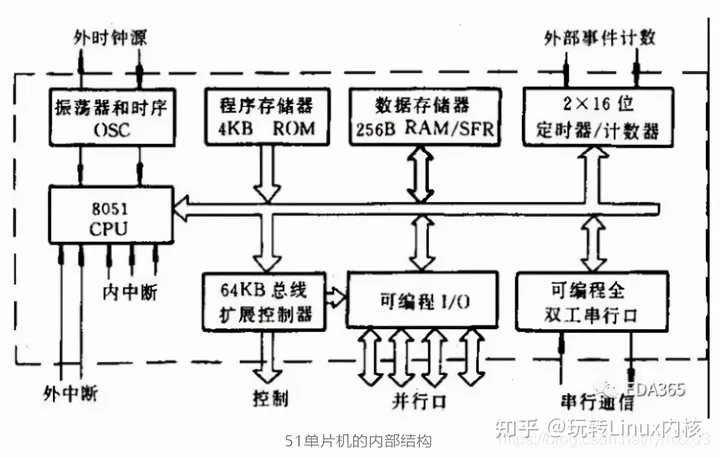 外时钟源
外部事件计数
振荡器和时序
OSC
程序存储器
4KB ROM
数据存储器
256B RAM/SFR
2×16位
定时器/计数器
8051
CPU
内中断
64KB总线
扩展控制器
可编程I/O
可编程全
双工串行口
外中断
控制
并行口
串行通信
EDA365
知乎 @玩转Linux内核
51单片机的内部结构